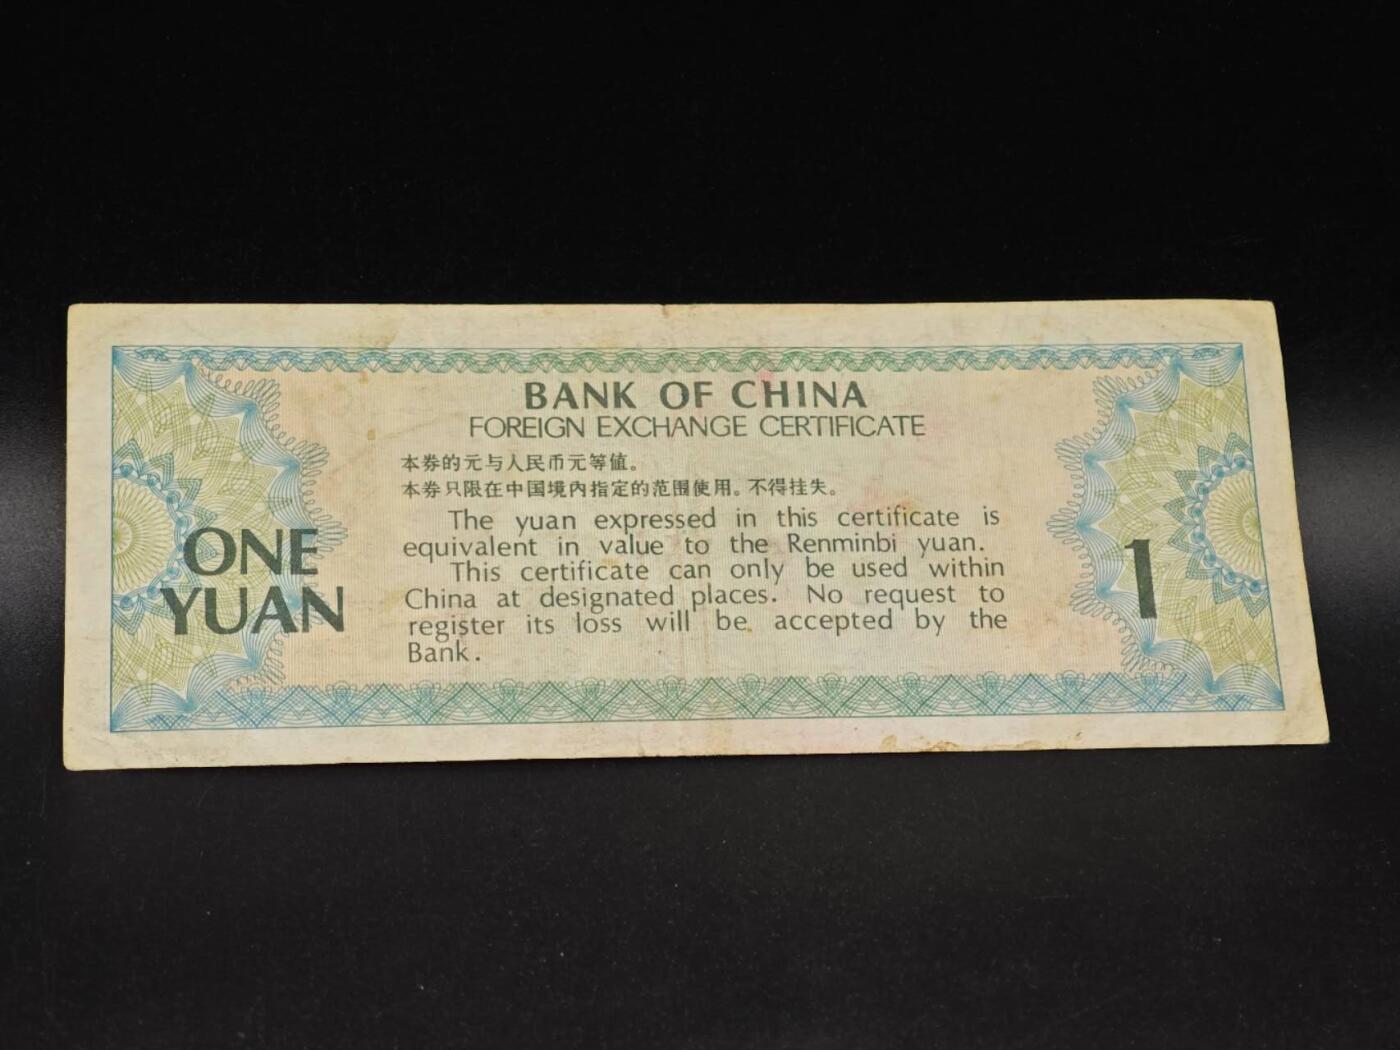 BANK OF CHINA
FOREIGN EXCHANGE CERTIFICATE
本券的元与人民币元等值。
本券只限在中国境内指定的范围使用。不得挂失。
The yuan expressed in this certificate is
equivalent in value to the Renminbi yuan.
This certificate can only be used within
China at designated places. No request to
register its loss will be accepted by the
Bank.
ONE
YUAN
1